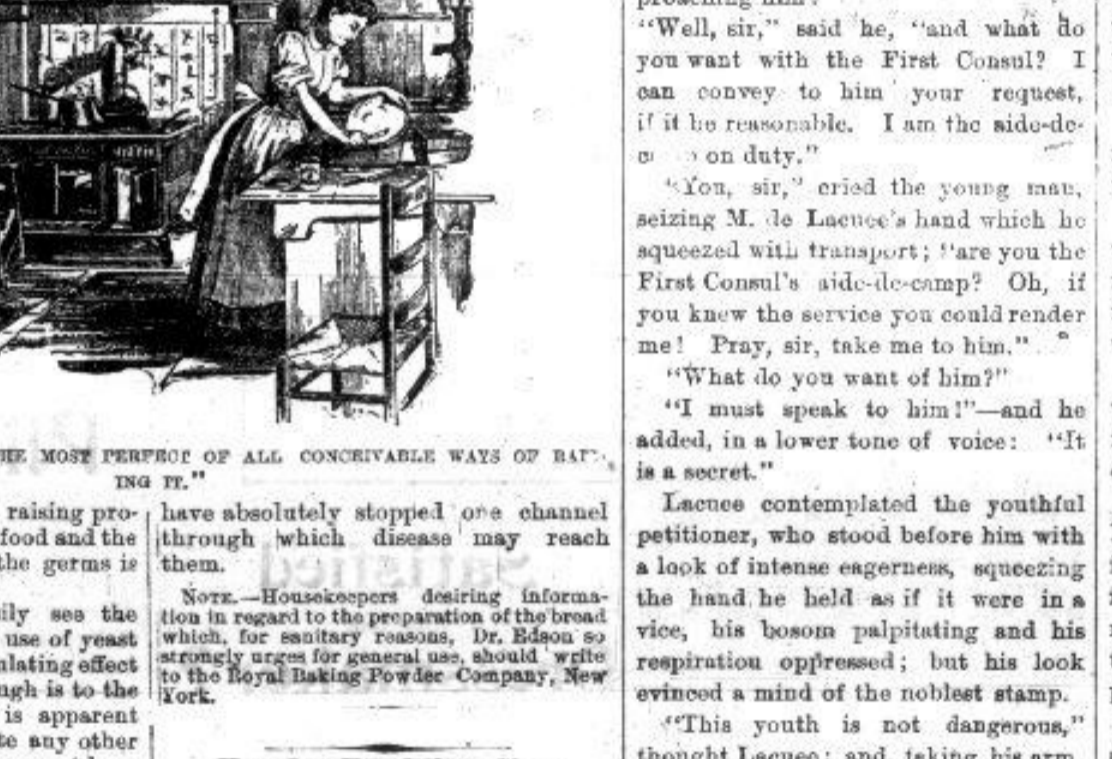 MOST PERFECT OF ALL CONCEIVABLE WAYS OF
ING IT."
raising pro-
food and the
the germs is
see the
use of yeast
effect
is to the
is apparent
any other
have absolutely stopped one channel
through which disease may reach
them.
NOTE.—Housekeepers desiring informa-
tion in regard to the preparation of the bread
which, for sanitary reasons, Dr. Edson so
strongly urges for general use, should write
to the Royal Baking Powder Company, New
York.
"Well, sir," said he, "and what do
you want with the First Consul? I
can convey to him your request,
if it be reasonable. I am the aide-de-
on duty."
"You, sir," cried the young man,
seizing M. de Lacuee's hand which he
squeezed with transport; "are you the
First Consul's aide-de-camp? Oh, if
you knew the service you could render
me! Pray, sir, take me to him."
"What do you want of him?"
"I must speak to him!"—and he
added, in a lower tone of voice: "It
is a secret."
Lacuee contemplated the youthful
petitioner, who stood before him with
a look of intense eagerness, squeezing
the hand he held as if it were in a
vice, his bosom palpitating and his
respiration oppressed; but his look
evinced a mind of the noblest stamp.
"This youth is not dangerous,"
thought Lacuee; and, taking his arm